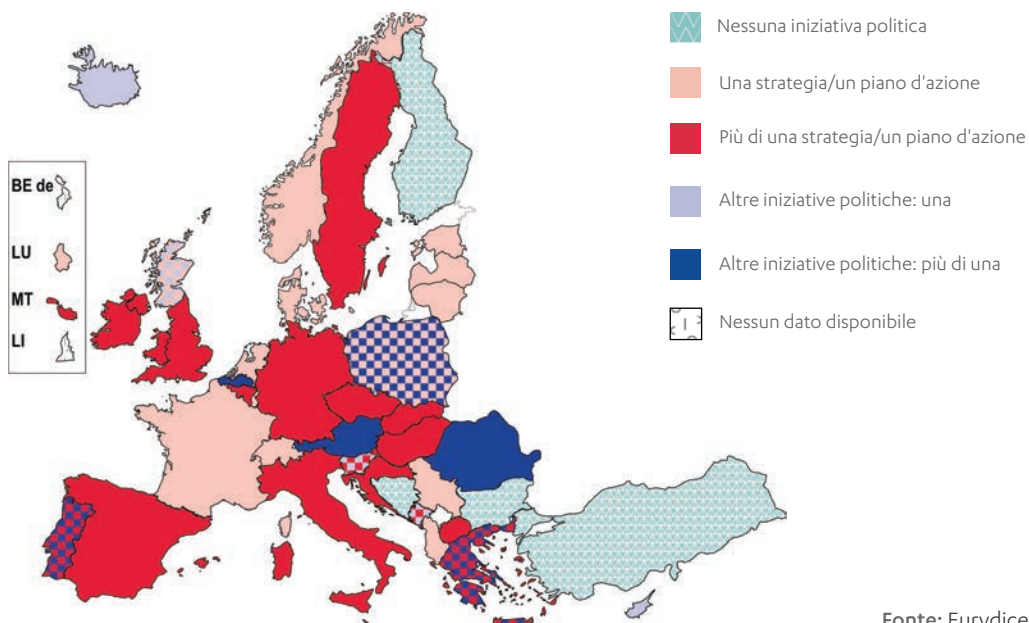 Nessuna iniziativa politica
Una strategia/un piano d'azione
Più di una strategia/un piano d'azione
Altre iniziative politiche: una
Altre iniziative politiche: più di una
Nessun dato disponibile
BE de
LU
MT
LI
Fonte: Eurydice